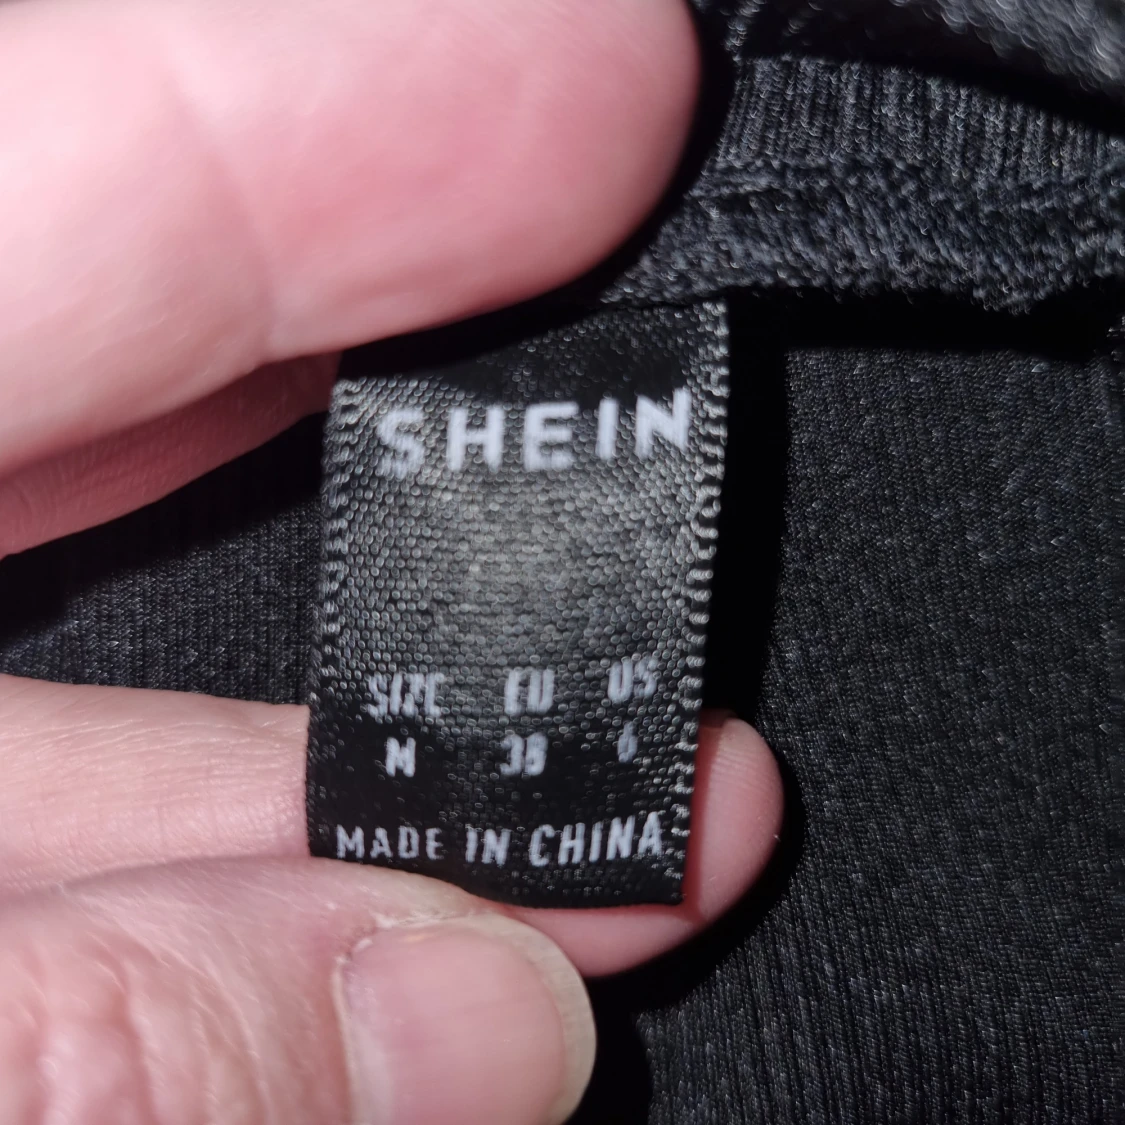 SHEIN
SIZE EU US
M 38 6
MADE IN CHINA